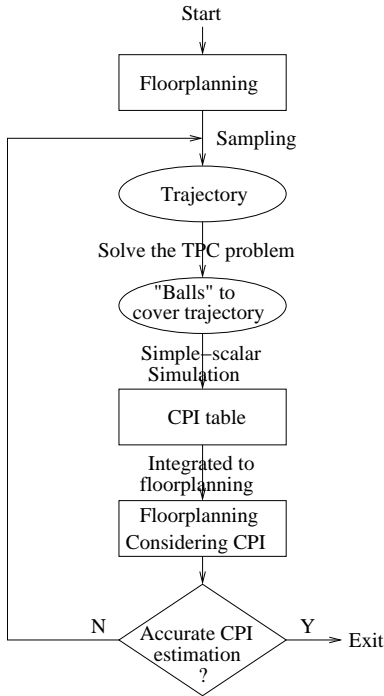 Start
Floorplanning
Sampling
Trajectory
Solve the TPC problem
"Balls" to
cover trajectory
Simple-scalar
Simulation
CPI table
Integrated to
floorplanning
Floorplanning
Considering CPI
N
Accurate CPI
estimation
?
Y
Exit